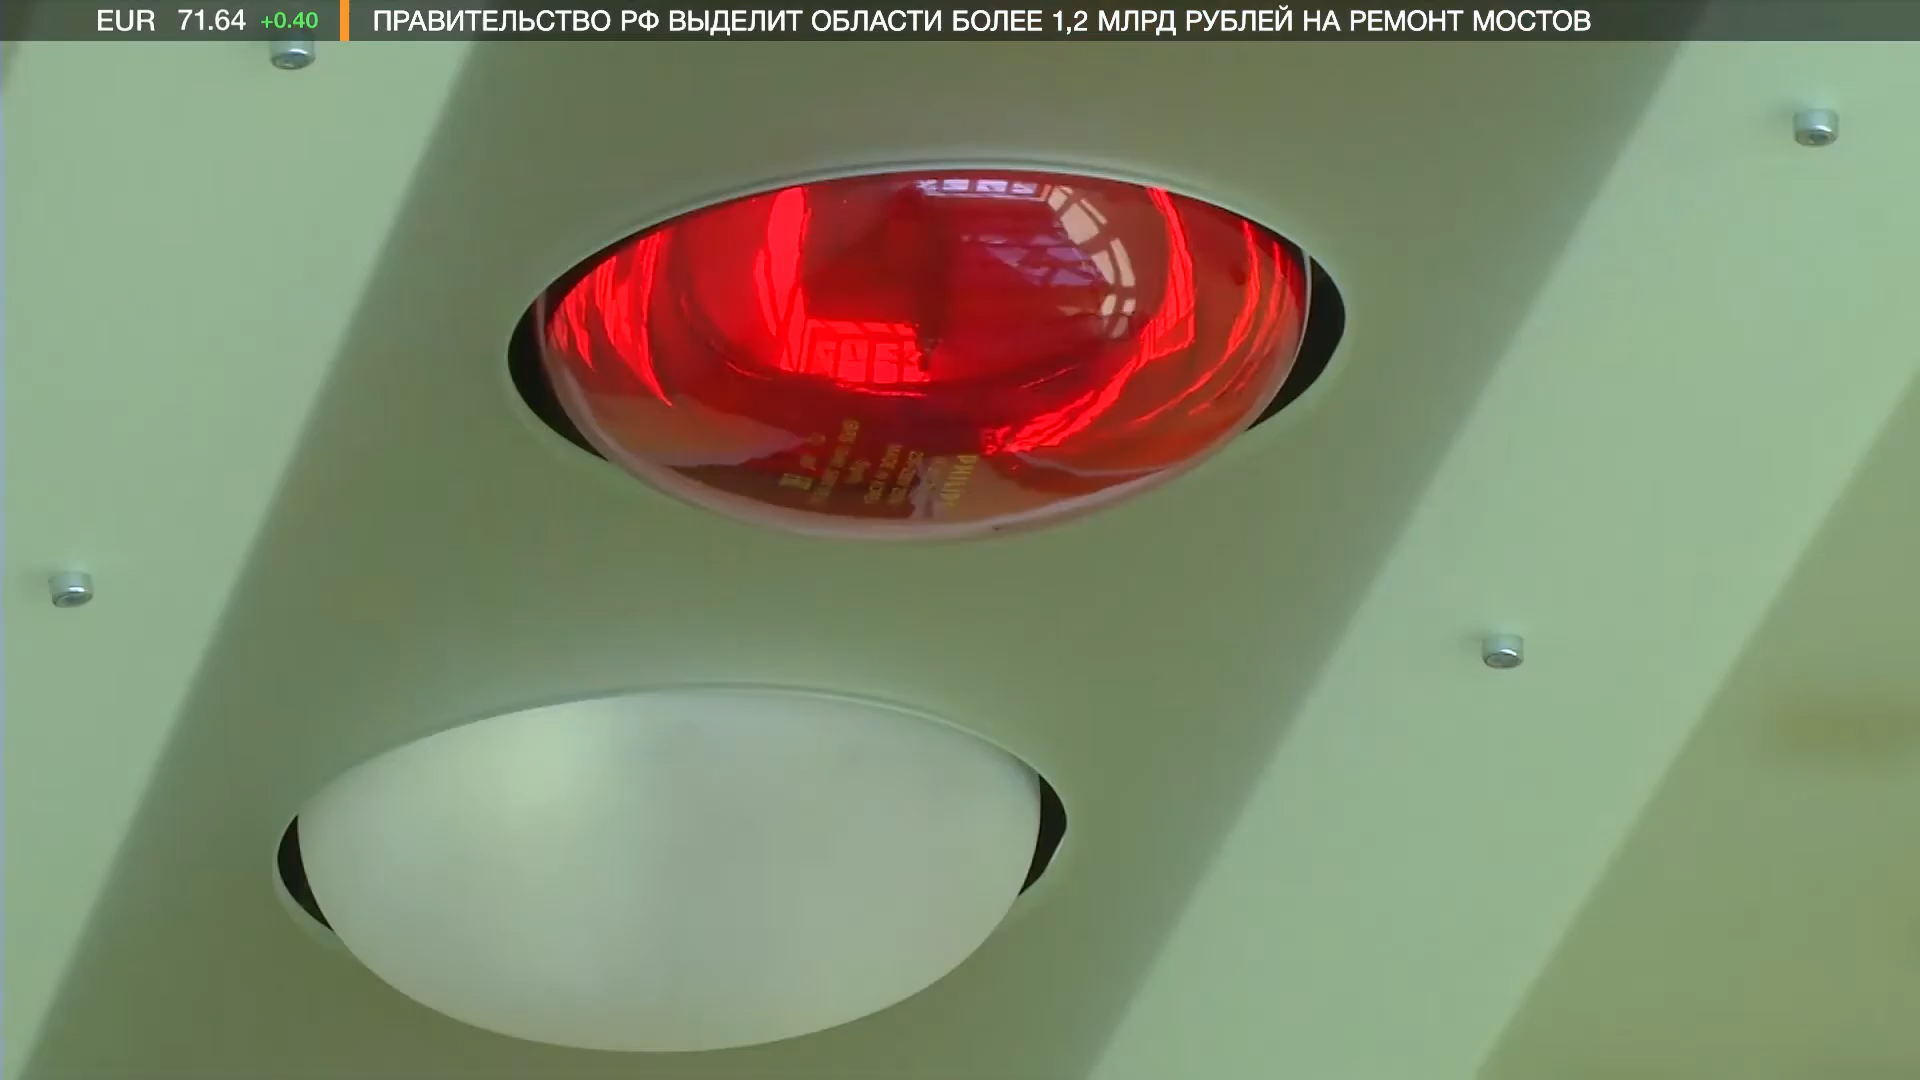 EUR 71.64 +0.40 ПРАВИТЕЛЬСТВО РФ ВЫДЕЛИТ ОБЛАСТИ БОЛЕЕ 1,2 МЛРД РУБЛЕЙ НА РЕМОНТ МОСТОВ
PHILIPS